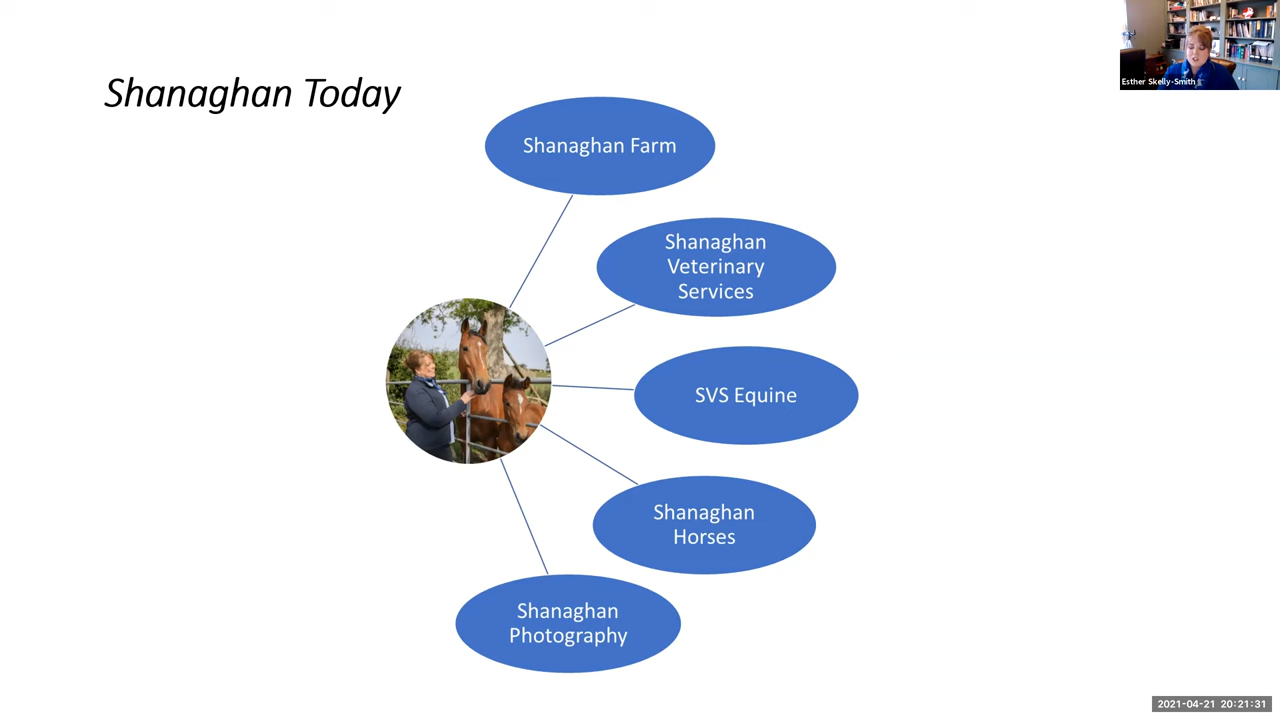 Shanaghan Today
Esther Skelly-Smith
Shanaghan Farm
Shanaghan
Veterinary
Services
SVS Equine
Shanaghan
Horses
Shanaghan
Photography
2021-04-21 20:21:31